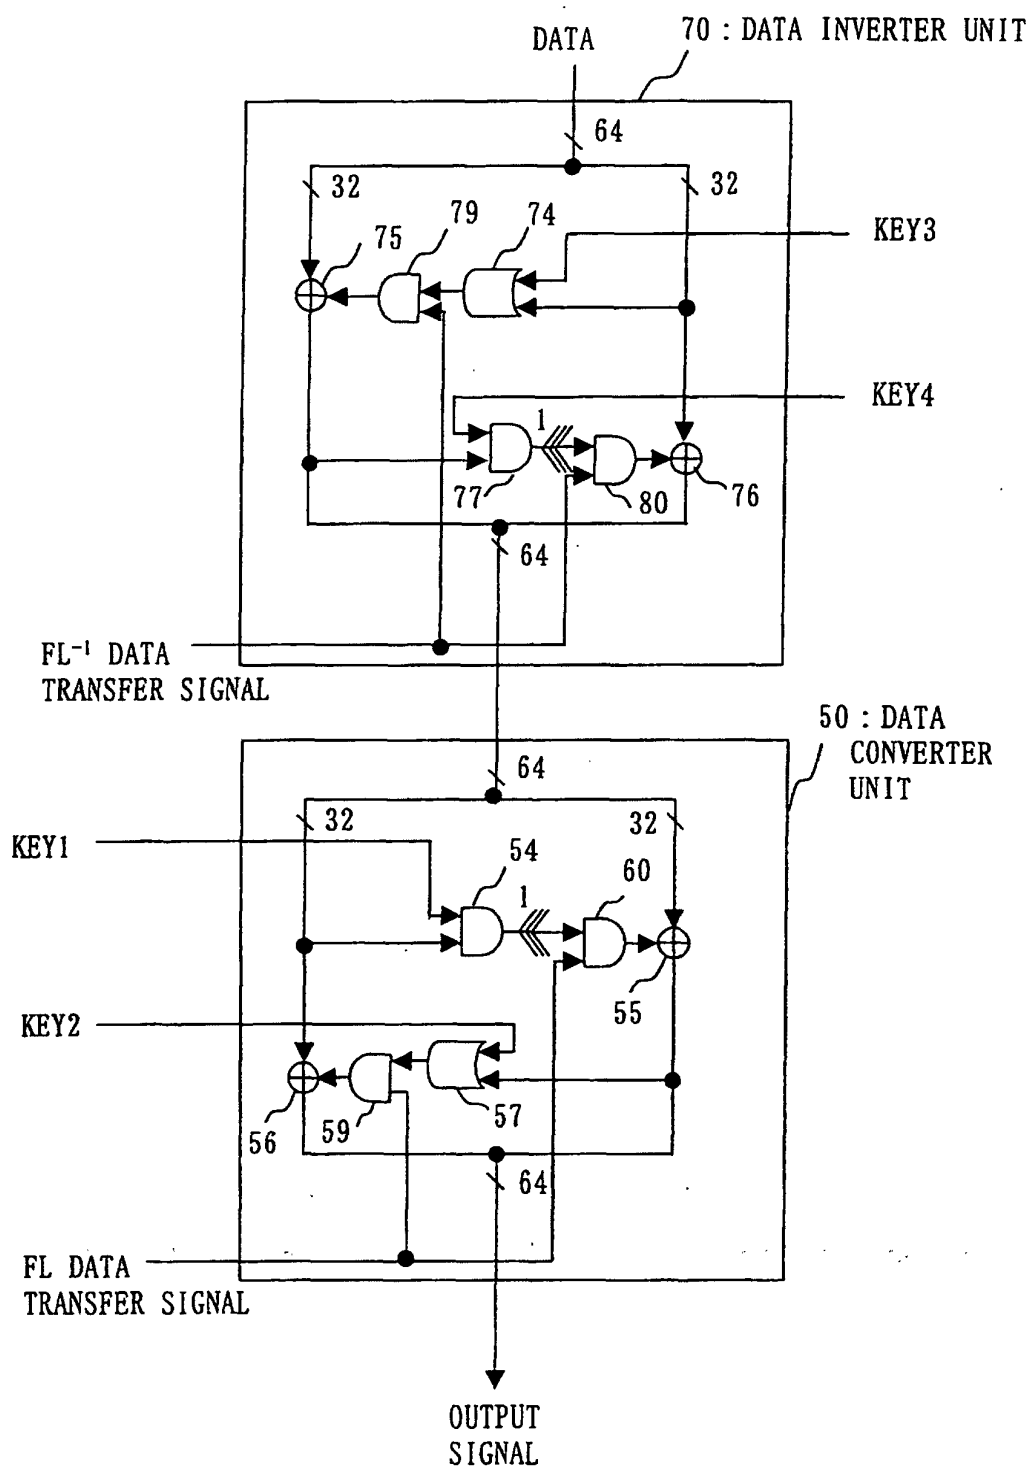 70 : DATA INVERTER UNIT
DATA
64
32
32
79
74
75
KEY3
KEY4
1
77
80
76
64
FL⁻¹ DATA
TRANSFER SIGNAL
50 : DATA
CONVERTER
UNIT
64
32
32
KEY1
54
60
1
55
KEY2
56
59
57
64
FL DATA
TRANSFER SIGNAL
OUTPUT
SIGNAL